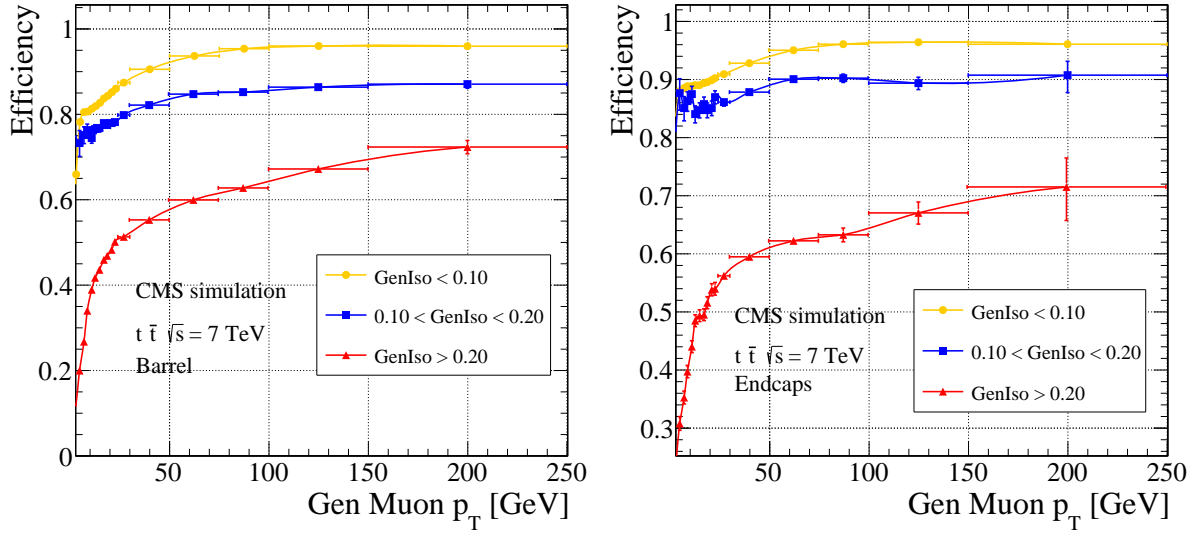 Efficiency
1
0.8
0.6
0.4
0.2
0
50 100 150 200 250
Gen Muon p_T [GeV]
GenIso < 0.10
0.10 < GenIso < 0.20
GenIso > 0.20
CMS simulation
t t̄ √s = 7 TeV
Barrel
Efficiency
1
0.9
0.8
0.7
0.6
0.5
0.4
0.3
50 100 150 200 250
Gen Muon p_T [GeV]
GenIso < 0.10
0.10 < GenIso < 0.20
GenIso > 0.20
CMS simulation
t t̄ √s = 7 TeV
Endcaps